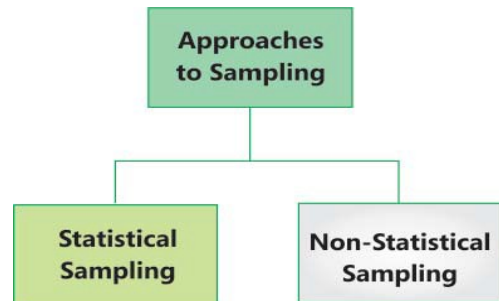 Approaches
to Sampling
Statistical
Sampling
Non-Statistical
Sampling